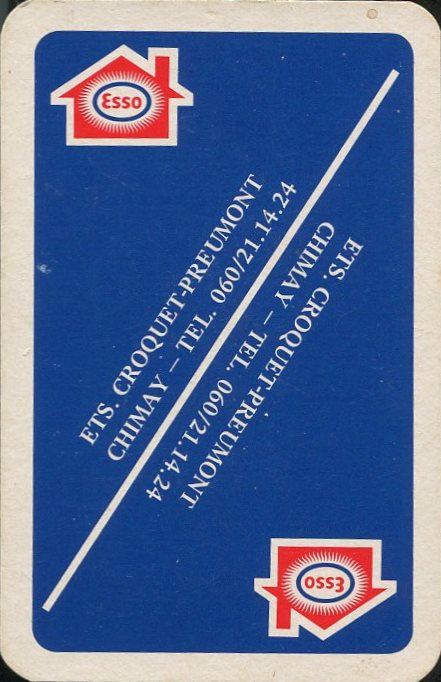 Esso
ETS. CROQUET-PREUMONT
CHIMAY – TEL. 060/21.14.24
ETS. CROQUET-PREUMONT
CHIMAY – TEL. 060/21.14.24
Esso